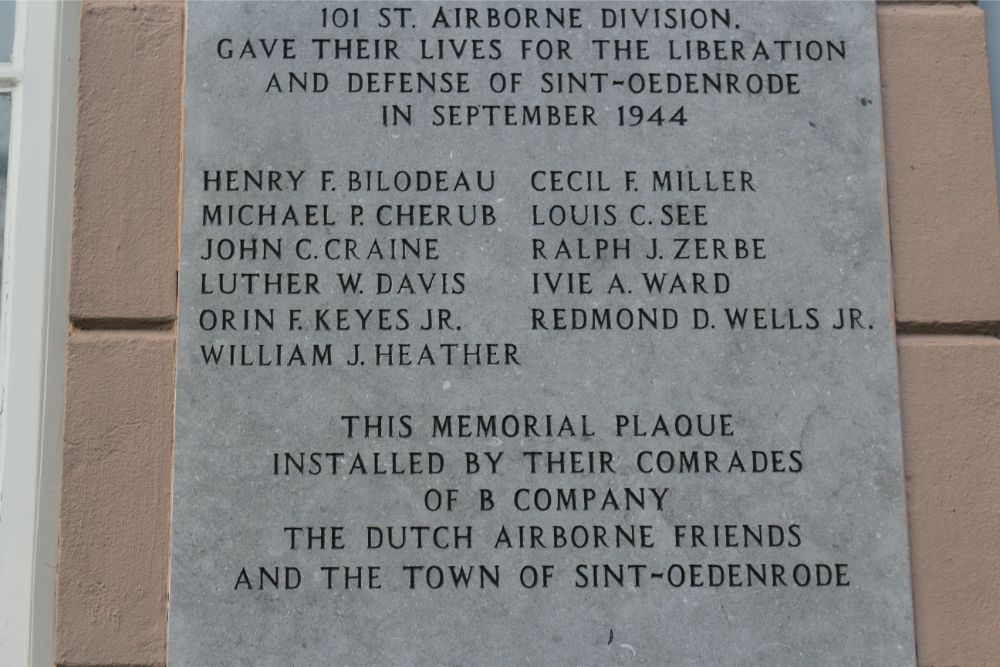 101 ST. AIRBORNE DIVISION.
GAVE THEIR LIVES FOR THE LIBERATION
AND DEFENSE OF SINT-OEDENRODE
IN SEPTEMBER 1944
HENRY F. BILODEAU
MICHAEL P. CHERUB
JOHN C. CRAINE
LUTHER W. DAVIS
ORIN F. KEYES JR.
WILLIAM J. HEATHER
CECIL F. MILLER
LOUIS C. SEE
RALPH J. ZERBE
IVIE A. WARD
REDMOND D. WELLS JR.
THIS MEMORIAL PLAQUE
INSTALLED BY THEIR COMRADES
OF B COMPANY
THE DUTCH AIRBORNE FRIENDS
AND THE TOWN OF SINT-OEDENRODE